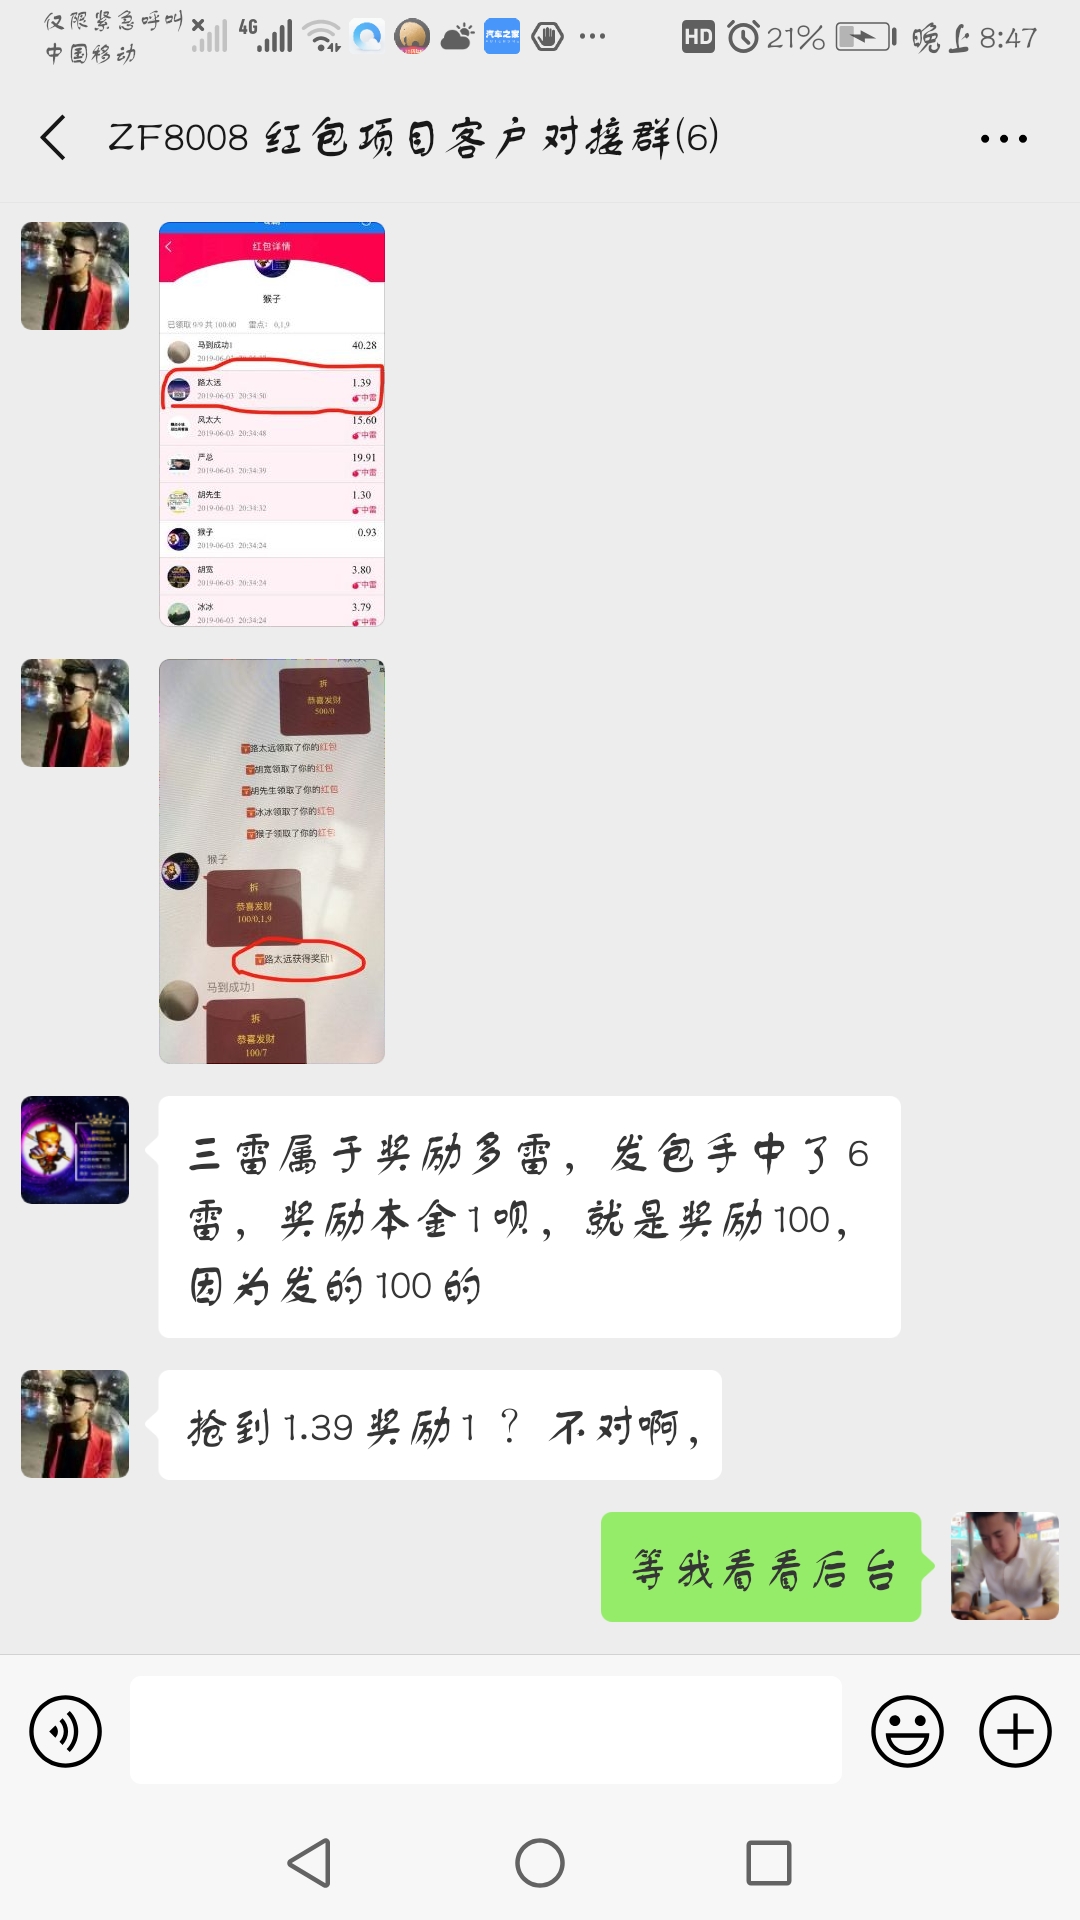 仅限紧急呼叫
中国移动
4G
汽车之家
HD
21%
晚上8:47
ZF8008 红包项目客户对接群(6)
红包详情
猴子
已领取9/9 共100.00 雷点: 0,1,9
马到成功1 40.28
路太远 1.39
2019-06-03 20:34:50 中雷
风太大 15.60
2019-06-03 20:34:48 中雷
严总 19.91
2019-06-03 20:34:39 中雷
胡先生 1.30
2019-06-03 20:34:32 中雷
猴子 0.93
2019-06-03 20:34:24
胡宽 3.80
2019-06-03 20:34:24 中雷
冰冰 3.79
2019-06-03 20:34:24 中雷
拆
恭喜发财
500/0
路太远领取了你的红包
胡宽领取了你的红包
胡先生领取了你的红包
冰冰领取了你的红包
猴子领取了你的红包
猴子
拆
恭喜发财
100/0,1,9
路太远获得奖励1
马到成功1
拆
恭喜发财
100/7
三雷属于奖励多雷，发包手中了6
雷，奖励本金1呗，就是奖励100，
因为发的100的
抢到1.39奖励1？不对啊，
等我看看后台